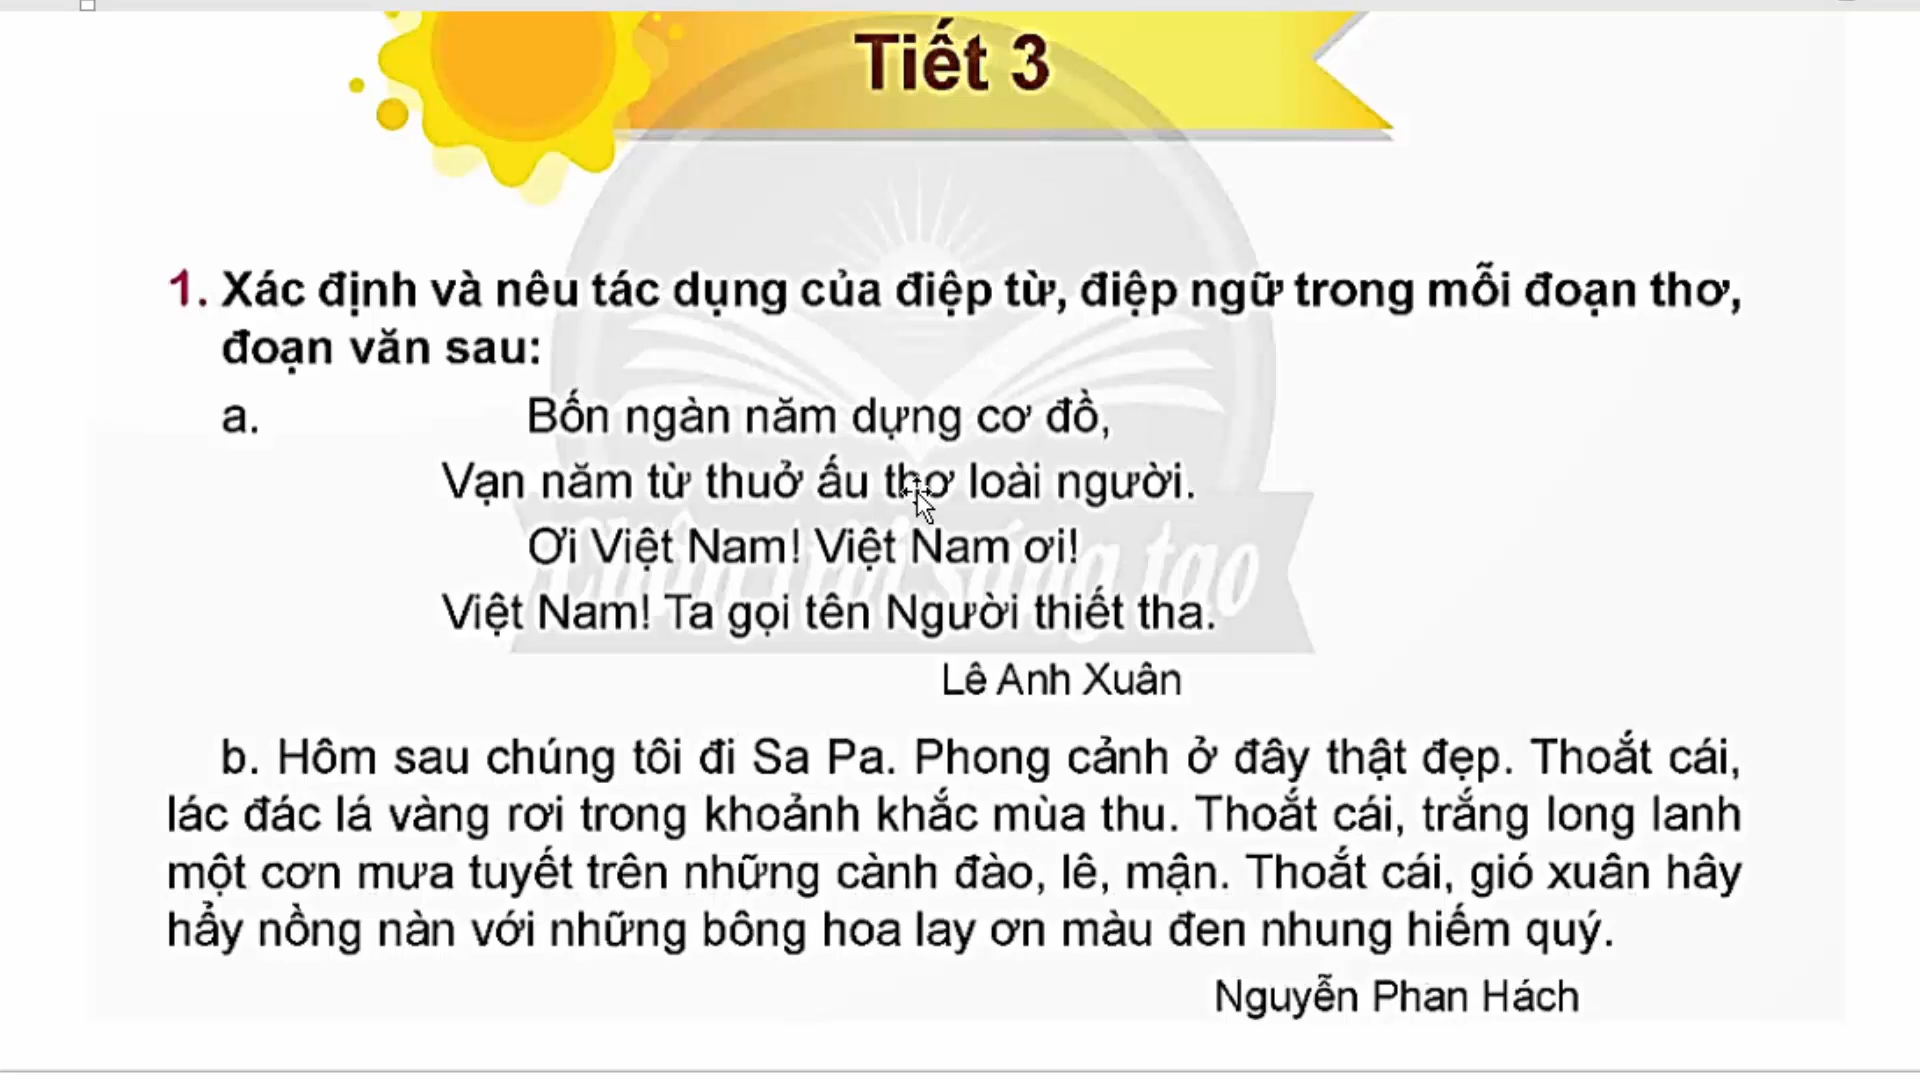 Tiết 3
1. Xác định và nêu tác dụng của điệp từ, điệp ngữ trong mỗi đoạn thơ,
đoạn văn sau:
a. Bốn ngàn năm dựng cơ đồ,
Vạn năm từ thuở ấu thơ loài người.
Ơi Việt Nam! Việt Nam ơi!
Việt Nam! Ta gọi tên Người thiết tha.
Lê Anh Xuân
b. Hôm sau chúng tôi đi Sa Pa. Phong cảnh ở đây thật đẹp. Thoắt cái,
lác đác lá vàng rơi trong khoảnh khắc mùa thu. Thoắt cái, trắng long lanh
một cơn mưa tuyết trên những cành đào, lê, mận. Thoắt cái, gió xuân hây
hẩy nồng nàn với những bông hoa lay ơn màu đen nhung hiếm quý.
Nguyễn Phan Hách
Chân trời sáng tạo